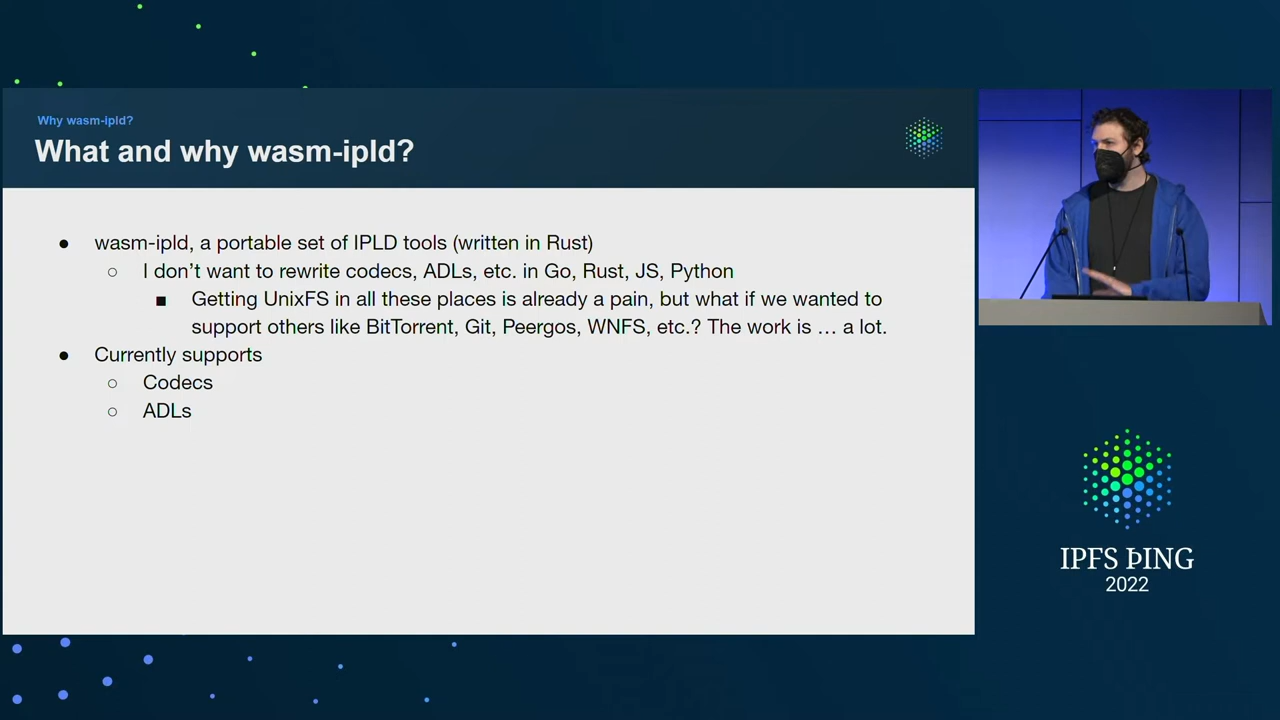 Why wasm-ipld?
What and why wasm-ipld?
● wasm-ipld, a portable set of IPLD tools (written in Rust)
○ I don’t want to rewrite codecs, ADLs, etc. in Go, Rust, JS, Python
■ Getting UnixFS in all these places is already a pain, but what if we wanted to
support others like BitTorrent, Git, Peergos, WNFS, etc.? The work is … a lot.
● Currently supports
○ Codecs
○ ADLs
IPFS ÞING
2022